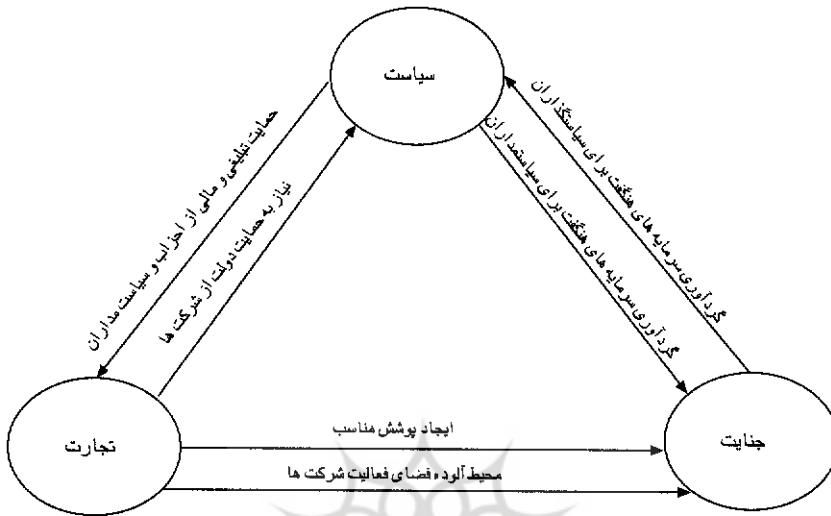 سیاست
حمایت تبلیغی و مالی از احزاب و سیاست مداران
نیاز به حمایت دولت از شرکت ها
گردآوری سرمایه های هنگفت برای سیاستمداران
گردآوری سرمایه های هنگفت برای سیاستگذاران
تجارت
جنایت
ایجاد پوشش مناسب
محیط آلوده فضای فعالیت شرکت ها